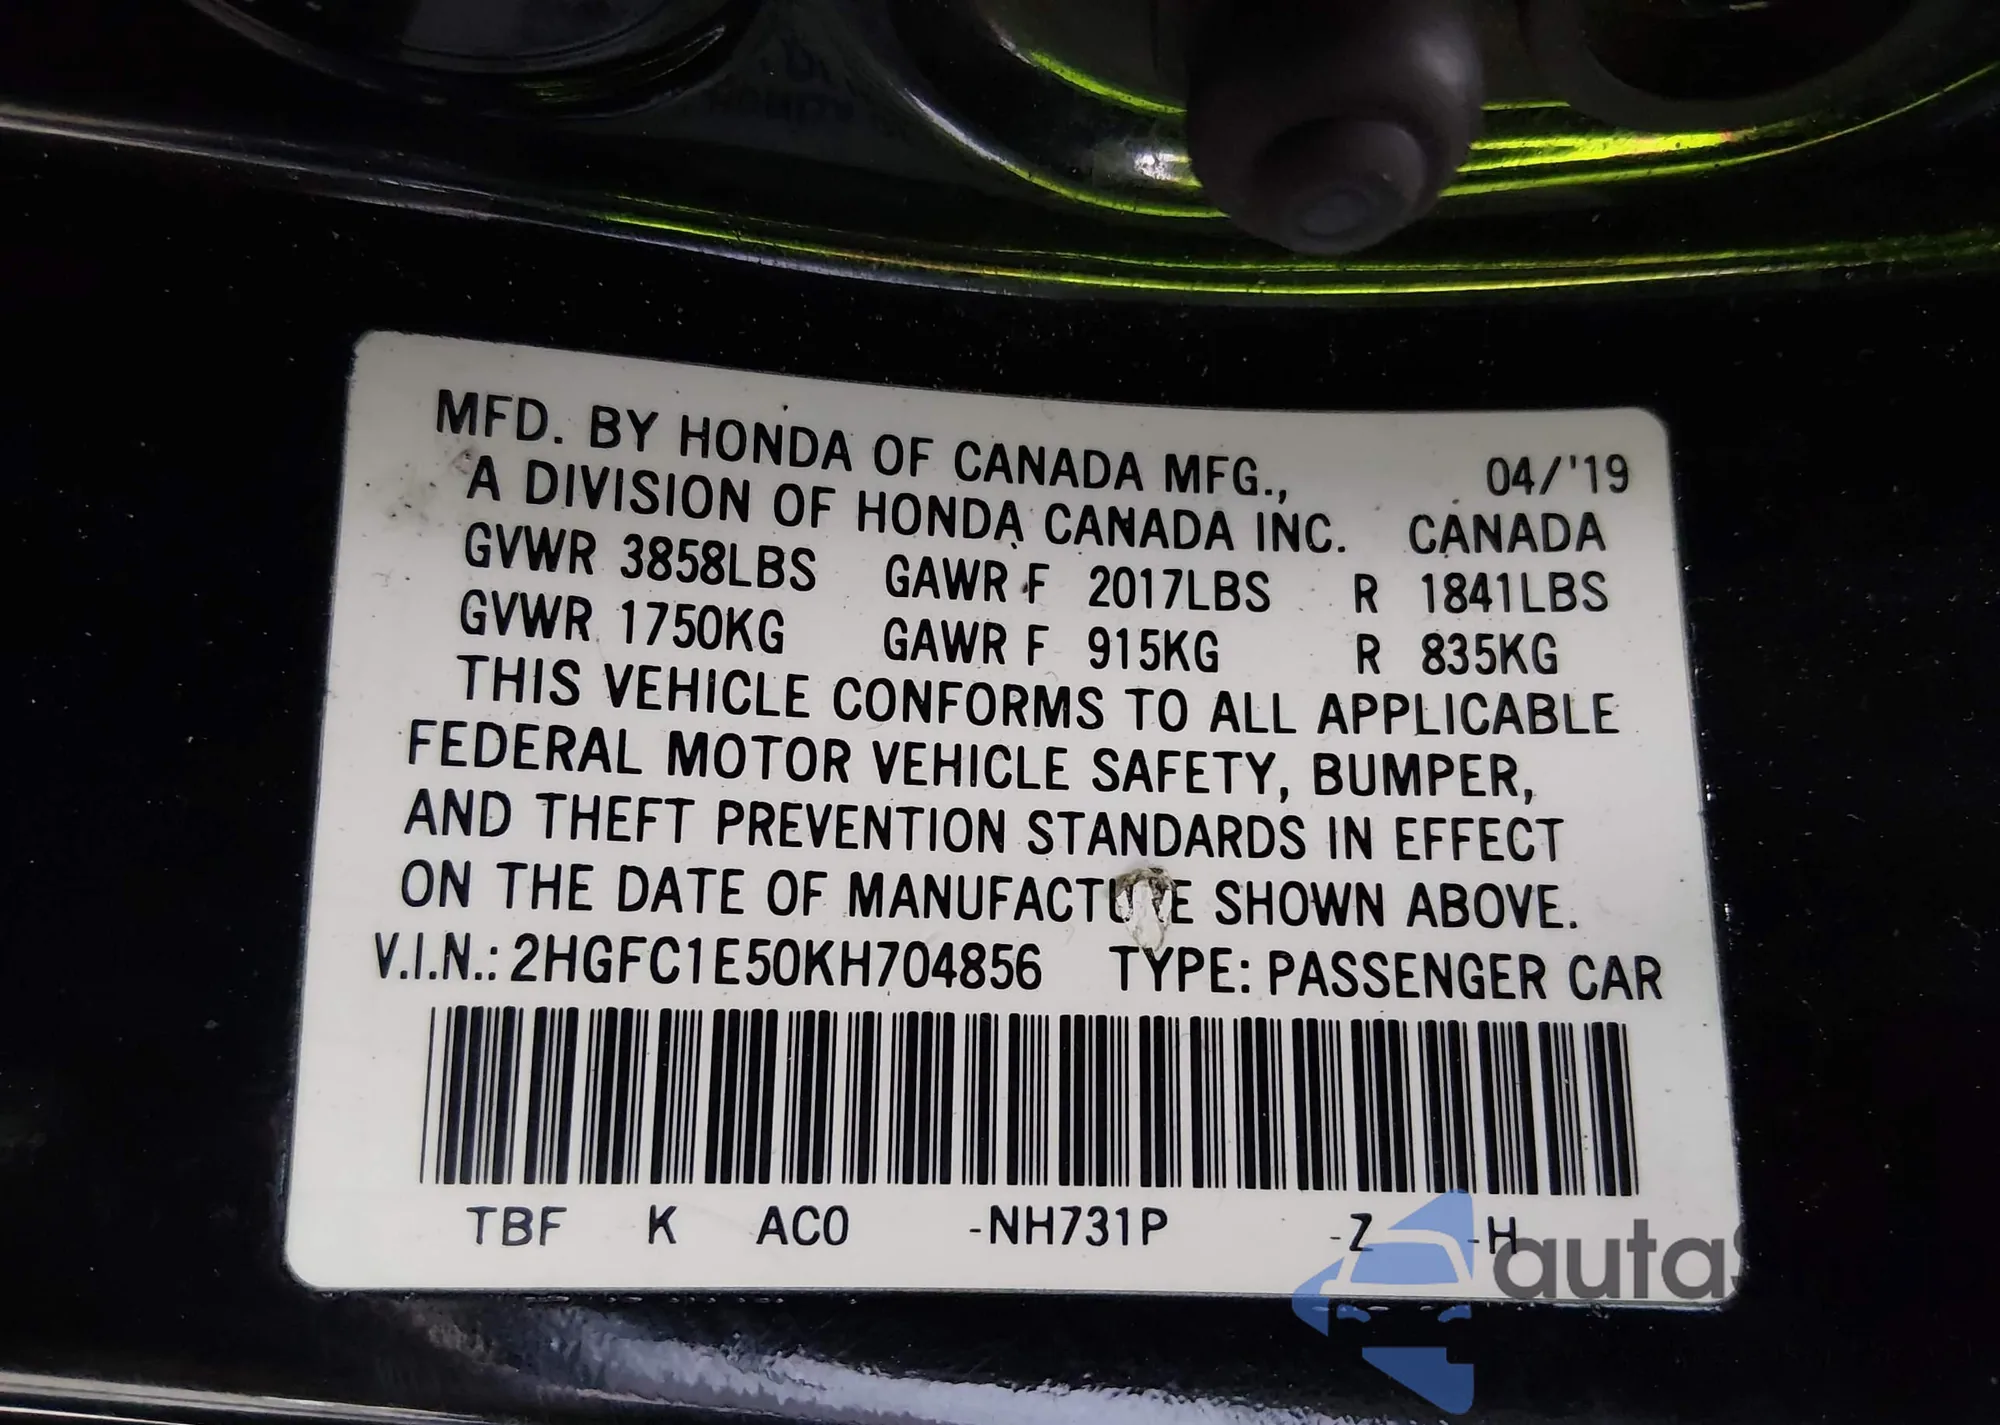 MFD. BY HONDA OF CANADA MFG., 04/'19
A DIVISION OF HONDA CANADA INC. CANADA
GVWR 3858LBS GAWR F 2017LBS R 1841LBS
GVWR 1750KG GAWR F 915KG R 835KG
THIS VEHICLE CONFORMS TO ALL APPLICABLE
FEDERAL MOTOR VEHICLE SAFETY, BUMPER,
AND THEFT PREVENTION STANDARDS IN EFFECT
ON THE DATE OF MANUFACTURE SHOWN ABOVE.
V.I.N.: 2HGFC1E50KH704856 TYPE: PASSENGER CAR
TBF K AC0 -NH731P -Z -H